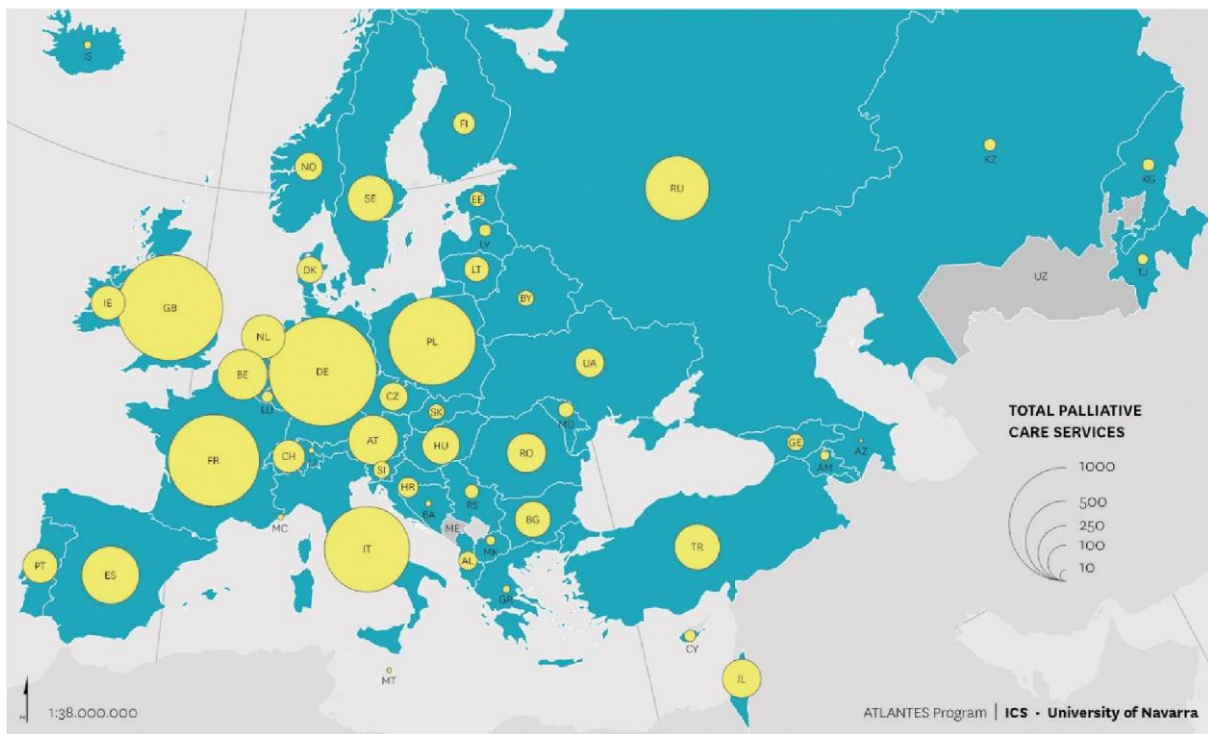 IS
FI
NO
SE
RU
KZ
KG
EE
LV
LT
DK
BY
TJ
UZ
IE
GB
NL
PL
BE
DE
UA
LU
CZ
SK
MD
TOTAL PALLIATIVE
CARE SERVICES
FR
CH
AT
HU
RO
GE
AZ
AM
SI
HR
RS
BA
BG
1000
500
250
100
10
MC
IT
ME
MK
TR
PT
ES
AL
GR
CY
MT
IL
1:38.000.000
ATLANTES Program | ICS · University of Navarra